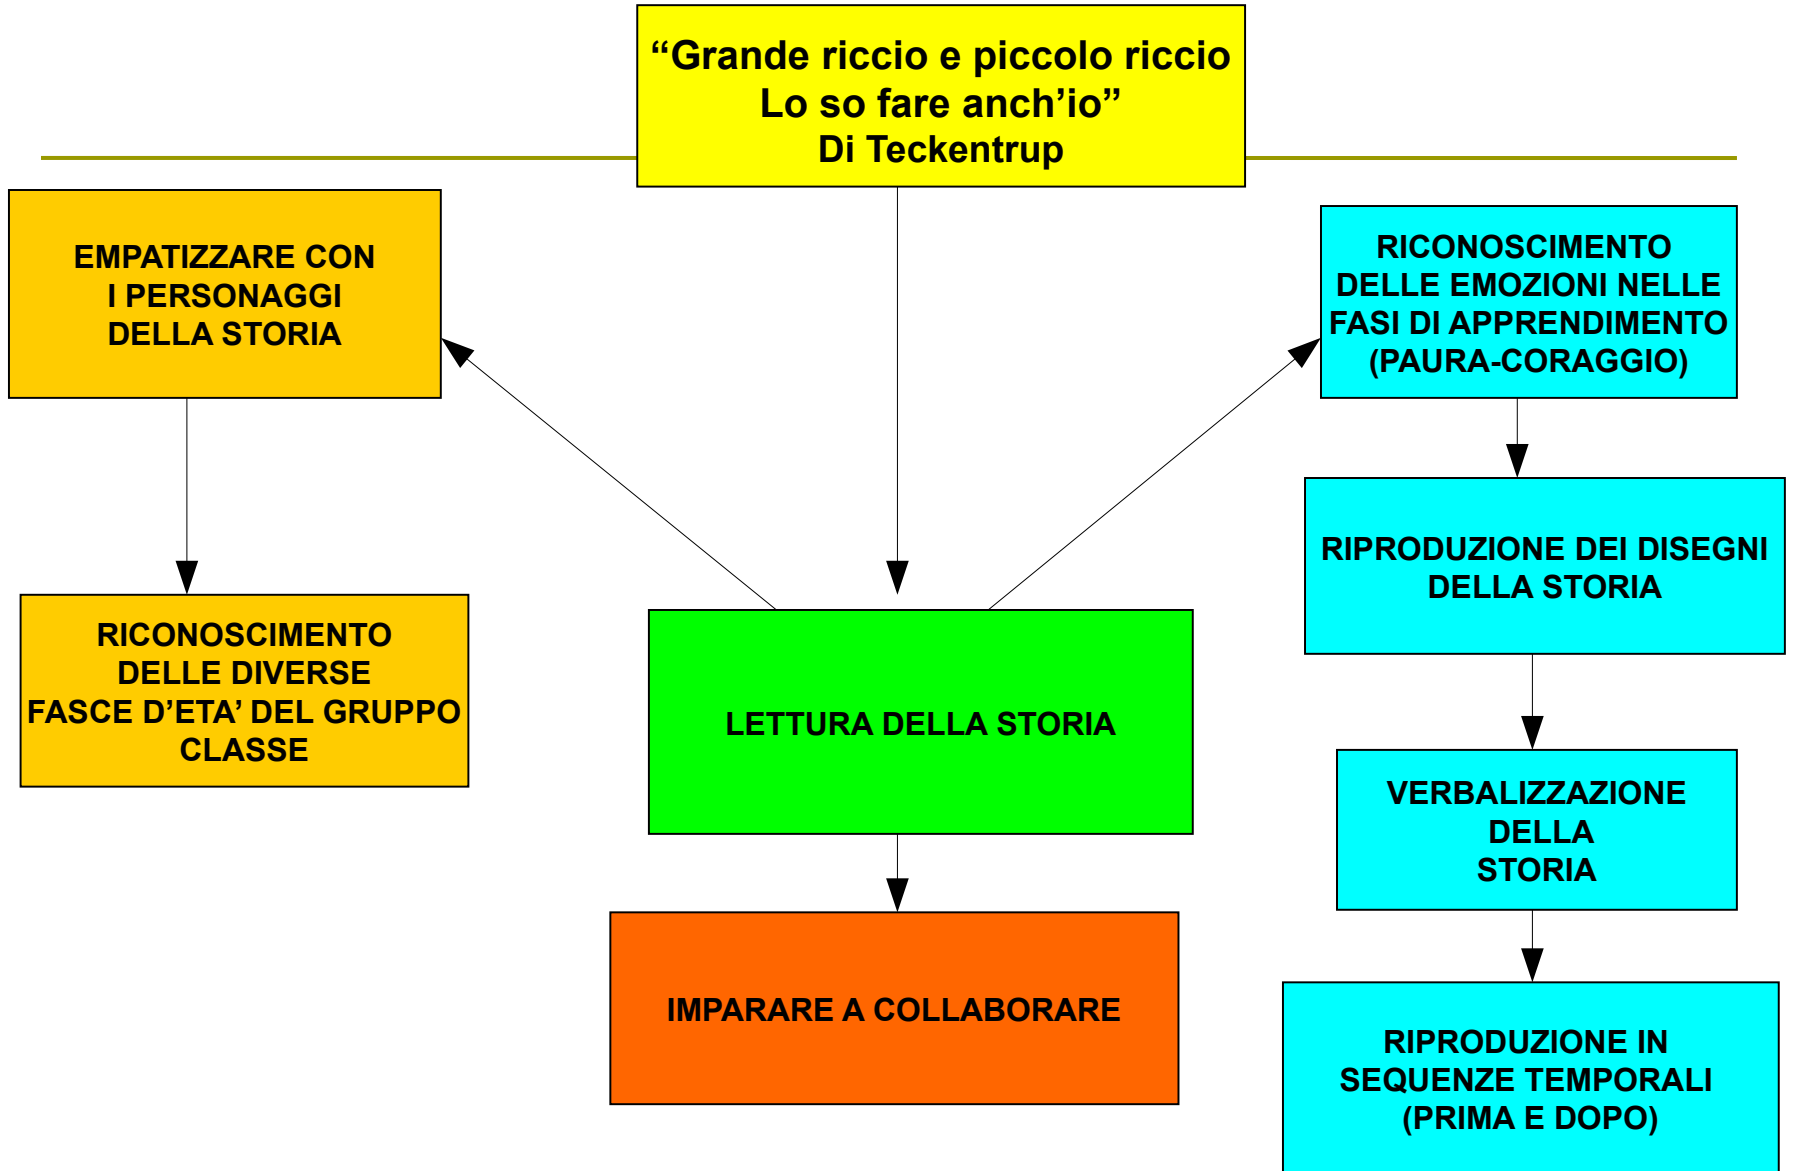 “Grande riccio e piccolo riccio
Lo so fare anch’io”
Di Teckentrup
EMPATIZZARE CON
I PERSONAGGI
DELLA STORIA
RICONOSCIMENTO
DELLE EMOZIONI NELLE
FASI DI APPRENDIMENTO
(PAURA-CORAGGIO)
RIPRODUZIONE DEI DISEGNI
DELLA STORIA
RICONOSCIMENTO
DELLE DIVERSE
FASCE D’ETA’ DEL GRUPPO
CLASSE
LETTURA DELLA STORIA
VERBALIZZAZIONE
DELLA
STORIA
IMPARARE A COLLABORARE
RIPRODUZIONE IN
SEQUENZE TEMPORALI
(PRIMA E DOPO)